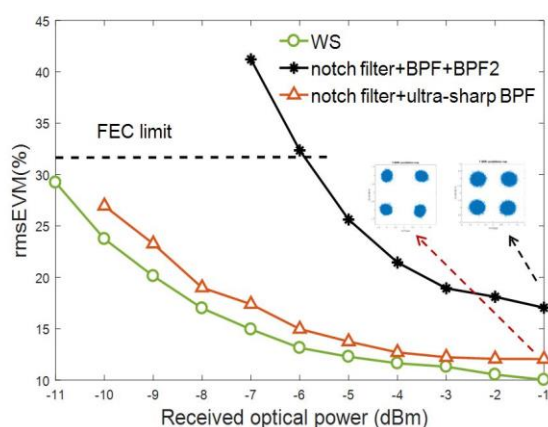 45
40
35
30
25
20
15
10
rmsEVM(%)
WS
notch filter+BPF+BPF2
notch filter+ultra-sharp BPF
FEC limit
-11 -10 -9 -8 -7 -6 -5 -4 -3 -2 -1
Received optical power (dBm)